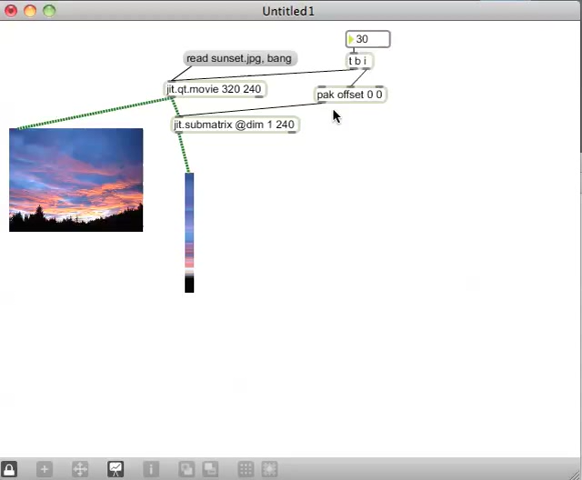 Untitled1
30
read sunset.jpg, bang
t b i
jit.qt.movie 320 240
pak offset 0 0
jit.submatrix @dim 1 240